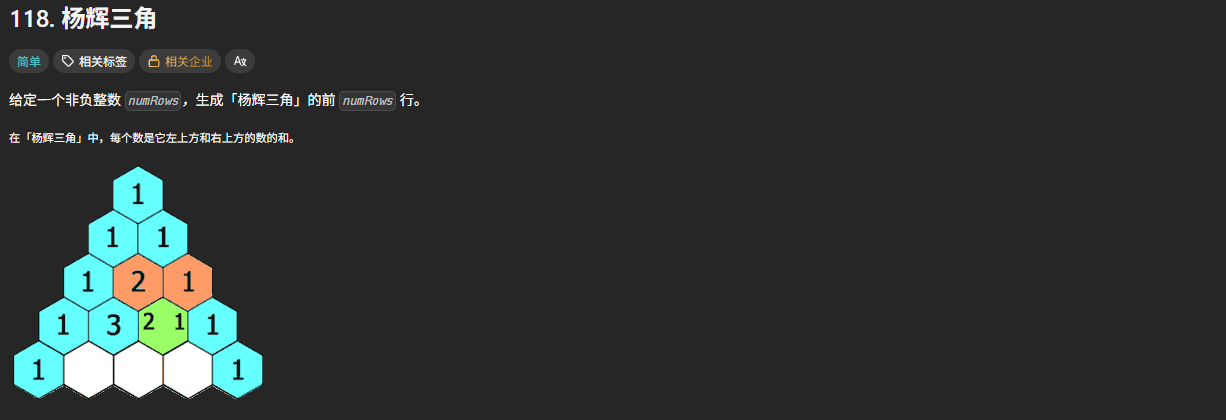 118. 杨辉三角
简单 相关标签 相关企业 A文
给定一个非负整数 numRows，生成「杨辉三角」的前 numRows 行。
在「杨辉三角」中，每个数是它左上方和右上方的数的和。
1
1 1
1 2 1
1 3 2 1 1
1 1